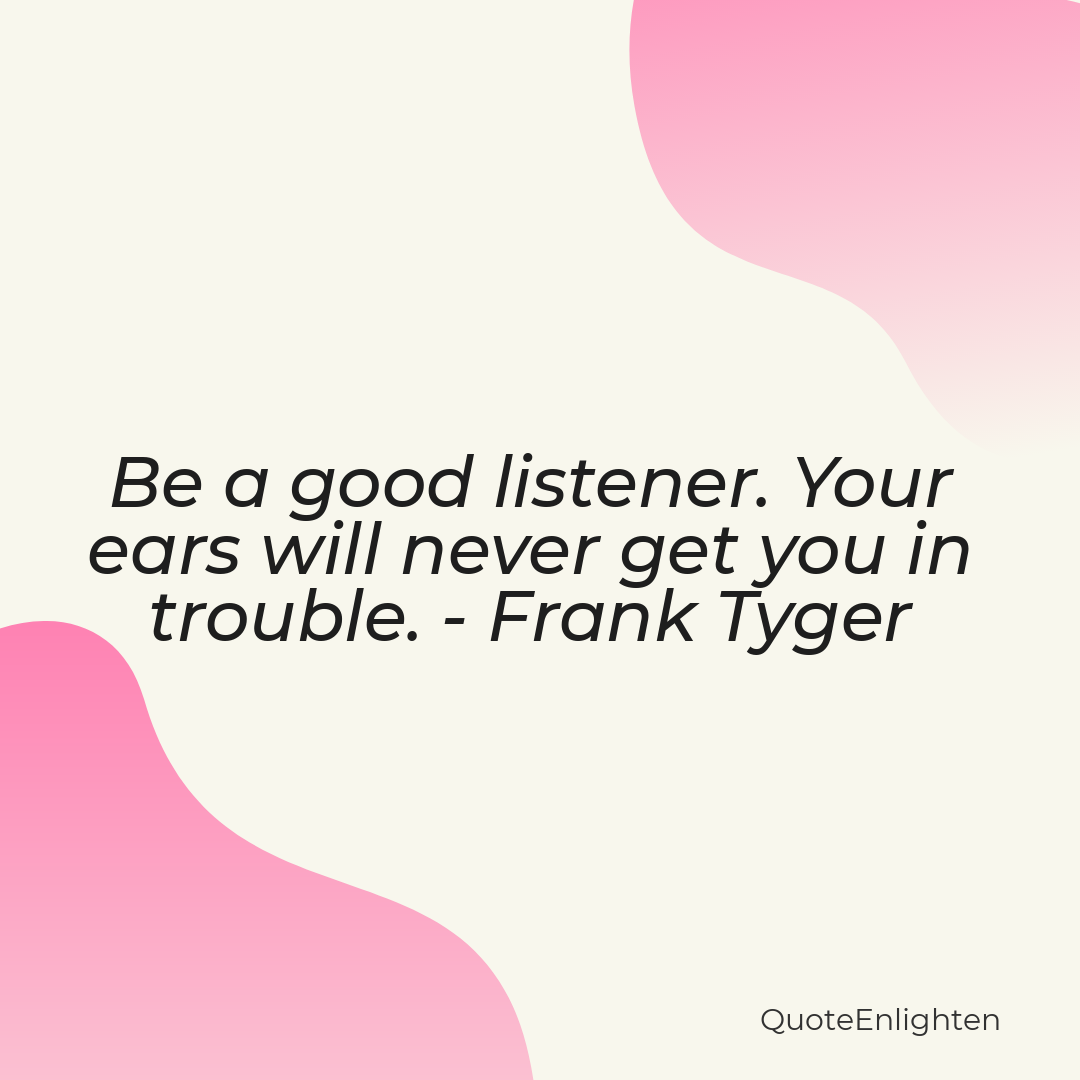 Be a good listener. Your
ears will never get you in
trouble. - Frank Tyger
QuoteEnlighten